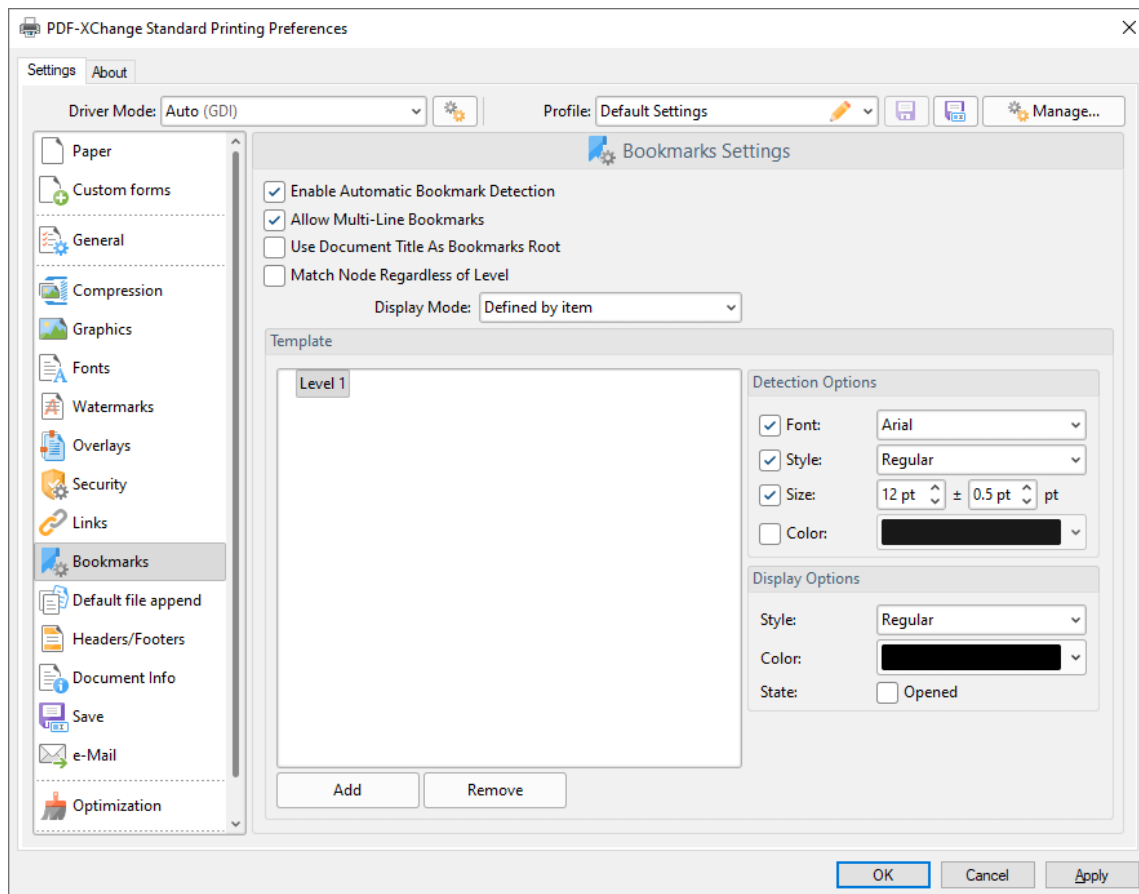 PDF-XChange Standard Printing Preferences
Settings About
Driver Mode: Auto (GDI) Profile: Default Settings Manage...
Paper
Custom forms
General
Compression
Graphics
Fonts
Watermarks
Overlays
Security
Links
Bookmarks
Default file append
Headers/Footers
Document Info
Save
e-Mail
Optimization
Bookmarks Settings
Enable Automatic Bookmark Detection
Allow Multi-Line Bookmarks
Use Document Title As Bookmarks Root
Match Node Regardless of Level
Display Mode: Defined by item
Template
Level 1
Add Remove
Detection Options
Font: Arial
Style: Regular
Size: 12 pt ± 0.5 pt pt
Color:
Display Options
Style: Regular
Color:
State: Opened
OK Cancel Apply